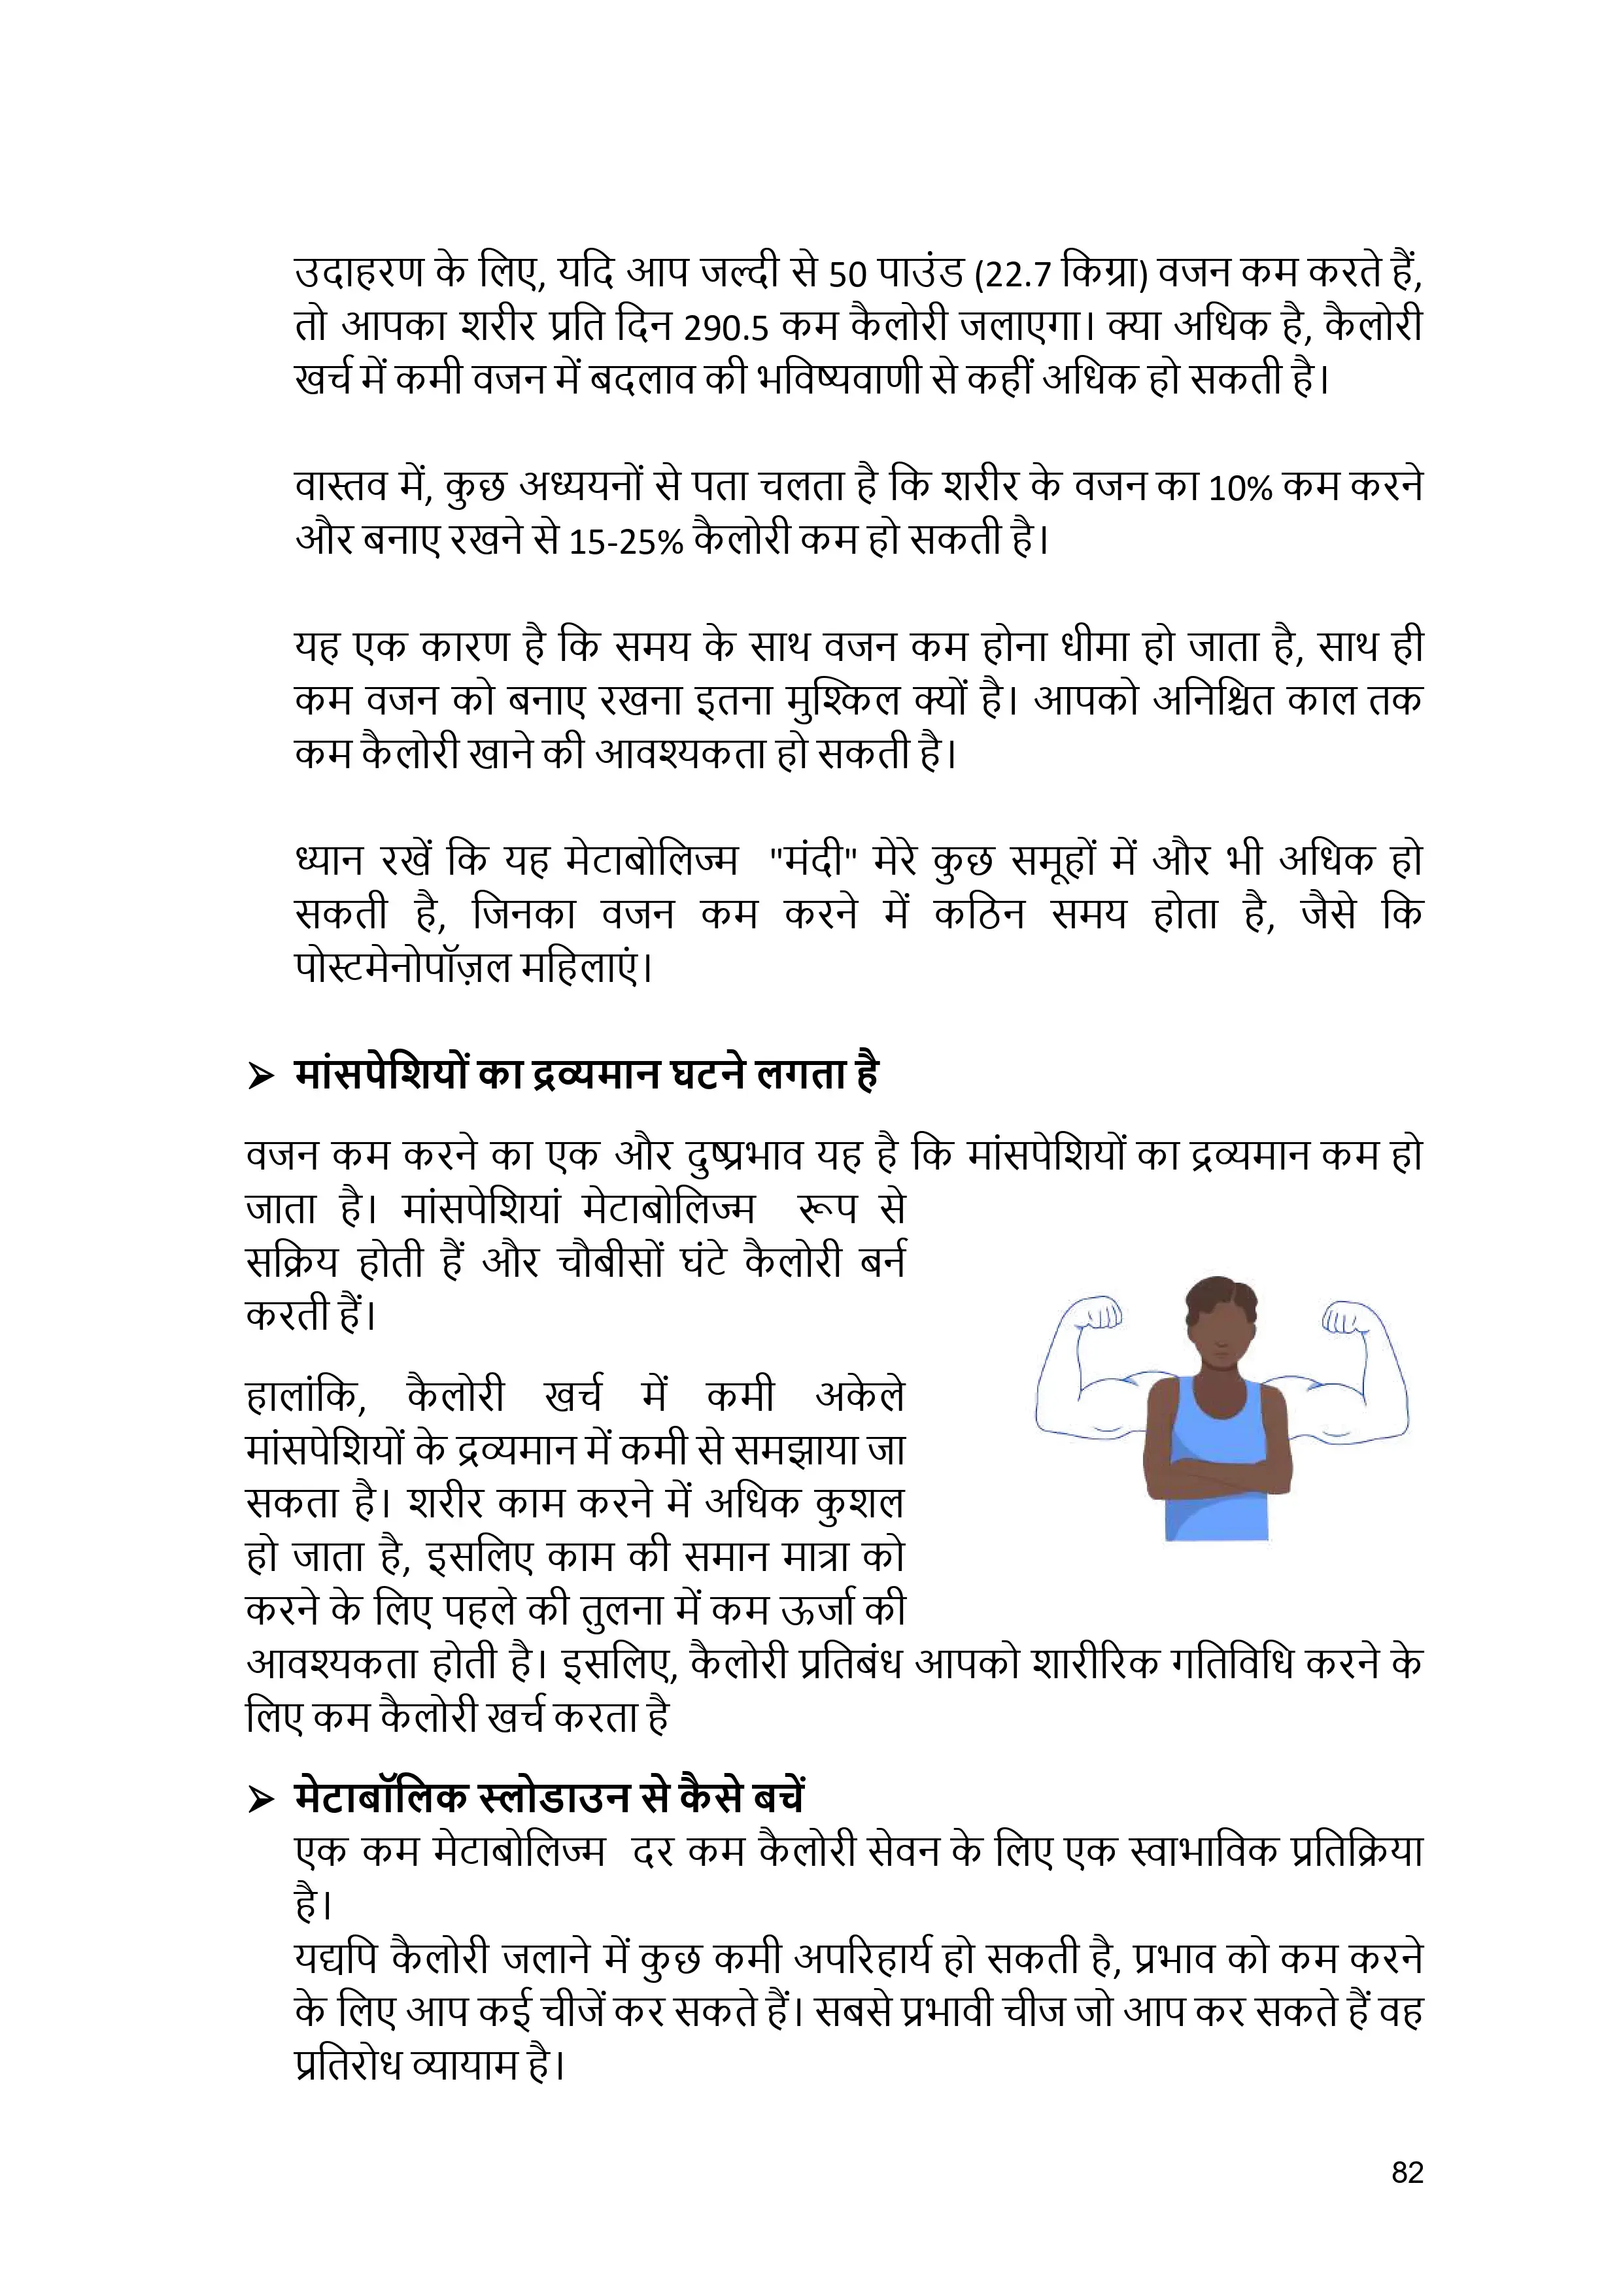 उदाहरण के लिए, यदि आप जल्दी से 50 पाउंड (22.7 किग्रा) वजन कम करते हैं,
तो आपका शरीर प्रति दिन 290.5 कम कैलोरी जलाएगा। क्या अधिक है, कैलोरी
खर्च में कमी वजन में बदलाव की भविष्यवाणी से कहीं अधिक हो सकती है।
वास्तव में, कुछ अध्ययनों से पता चलता है कि शरीर के वजन का 10% कम करने
और बनाए रखने से 15-25% कैलोरी कम हो सकती है।
यह एक कारण है कि समय के साथ वजन कम होना धीमा हो जाता है, साथ ही
कम वजन को बनाए रखना इतना मुश्किल क्यों है। आपको अनिश्चित काल तक
कम कैलोरी खाने की आवश्यकता हो सकती है।
ध्यान रखें कि यह मेटाबोलिज्म "मंदी" मेरे कुछ समूहों में और भी अधिक हो
सकती है, जिनका वजन कम करने में कठिन समय होता है, जैसे कि
पोस्टमेनोपॉज़ल महिलाएं।
➤ मांसपेशियों का द्रव्यमान घटने लगता है
वजन कम करने का एक और दुष्प्रभाव यह है कि मांसपेशियों का द्रव्यमान कम हो
जाता है। मांसपेशियां मेटाबोलिज्म रूप से
सक्रिय होती हैं और चौबीसों घंटे कैलोरी बर्न
करती हैं।
हालांकि, कैलोरी खर्च में कमी अकेले
मांसपेशियों के द्रव्यमान में कमी से समझाया जा
सकता है। शरीर काम करने में अधिक कुशल
हो जाता है, इसलिए काम की समान मात्रा को
करने के लिए पहले की तुलना में कम ऊर्जा की
आवश्यकता होती है। इसलिए, कैलोरी प्रतिबंध आपको शारीरिक गतिविधि करने के
लिए कम कैलोरी खर्च करता है
➤ मेटाबॉलिक स्लोडाउन से कैसे बचें
एक कम मेटाबोलिज्म दर कम कैलोरी सेवन के लिए एक स्वाभाविक प्रतिक्रिया
है।
यद्यपि कैलोरी जलाने में कुछ कमी अपरिहार्य हो सकती है, प्रभाव को कम करने
के लिए आप कई चीजें कर सकते हैं। सबसे प्रभावी चीज जो आप कर सकते हैं वह
प्रतिरोध व्यायाम है।
82